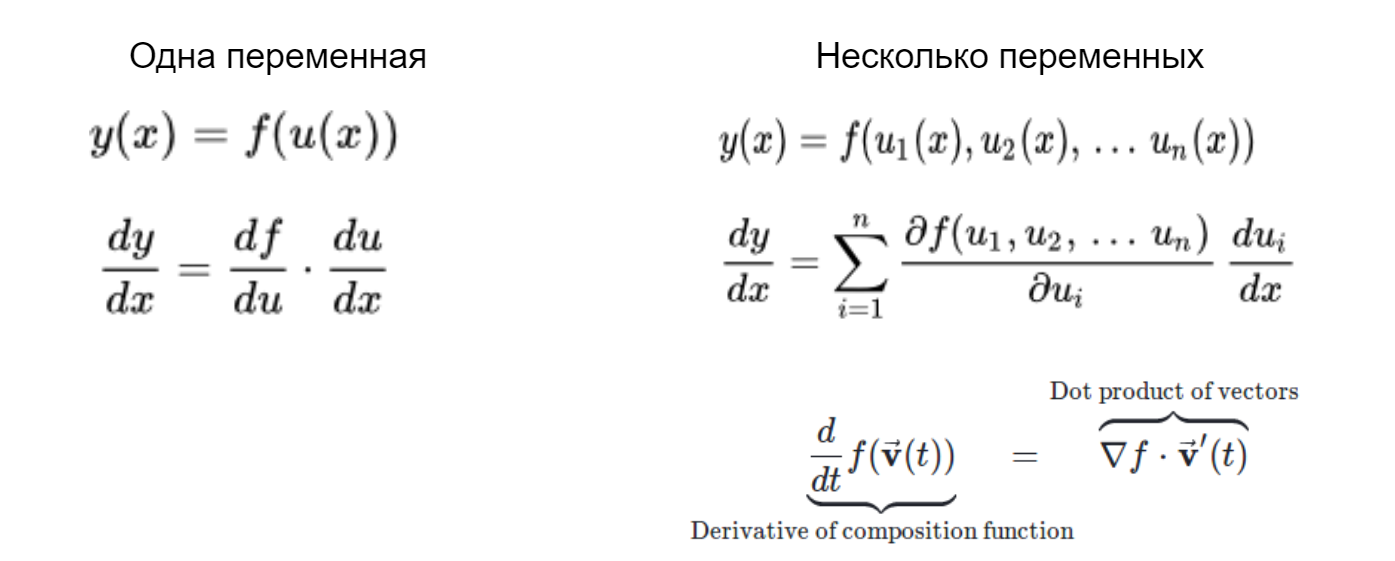 Одна переменная
y(x) = f(u(x))
dy/dx = df/du · du/dx
Несколько переменных
y(x) = f(u₁(x), u₂(x), … uₙ(x))
dy/dx = ∑ᵢ₌₁ⁿ ∂f(u₁, u₂, … uₙ)/∂uᵢ duᵢ/dx
Dot product of vectors
d/dt f(v⃗(t)) = ∇f · v⃗′(t)
Derivative of composition function